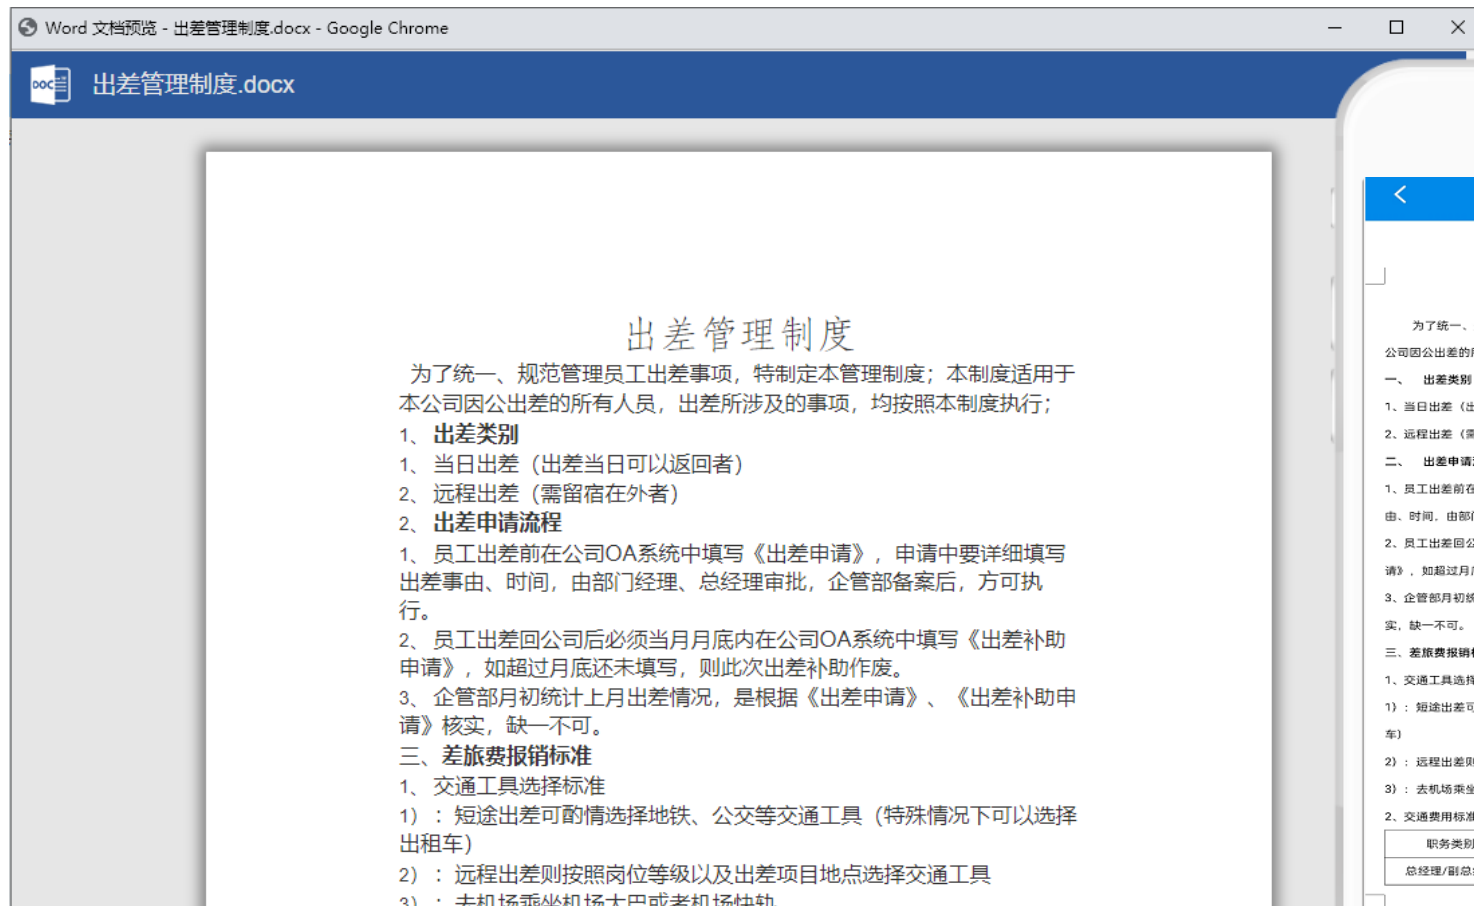 Word 文档预览 - 出差管理制度.docx - Google Chrome
DOC
出差管理制度.docx
出差管理制度
为了统一、规范管理员工出差事项，特制定本管理制度；本制度适用于
本公司因公出差的所有人员，出差所涉及的事项，均按照本制度执行；
1、 出差类别
1、 当日出差（出差当日可以返回者）
2、 远程出差（需留宿在外者）
2、 出差申请流程
1、 员工出差前在公司OA系统中填写《出差申请》，申请中要详细填写
出差事由、时间，由部门经理、总经理审批，企管部备案后，方可执
行。
2、 员工出差回公司后必须当月月底内在公司OA系统中填写《出差补助
申请》，如超过月底还未填写，则此次出差补助作废。
3、 企管部月初统计上月出差情况，是根据《出差申请》、《出差补助申
请》核实，缺一不可。
三、差旅费报销标准
1、 交通工具选择标准
1）：短途出差可酌情选择地铁、公交等交通工具（特殊情况下可以选择
出租车）
2）：远程出差则按照岗位等级以及出差项目地点选择交通工具
3）：去机场乘坐机场大巴或者机场快轨
为了统一、
公司因公出差的
一、 出差类别
1、当日出差（出
2、远程出差（需
二、 出差申请
1、员工出差前在
由、时间，由部门
2、员工出差回公
请》，如超过月
3、企管部月初统
实，缺一不可。
三、差旅费报销
1、交通工具选择
1）：短途出差可
车）
2）：远程出差则
3）：去机场乘坐
2、交通费用标准
职务类别
总经理/副总